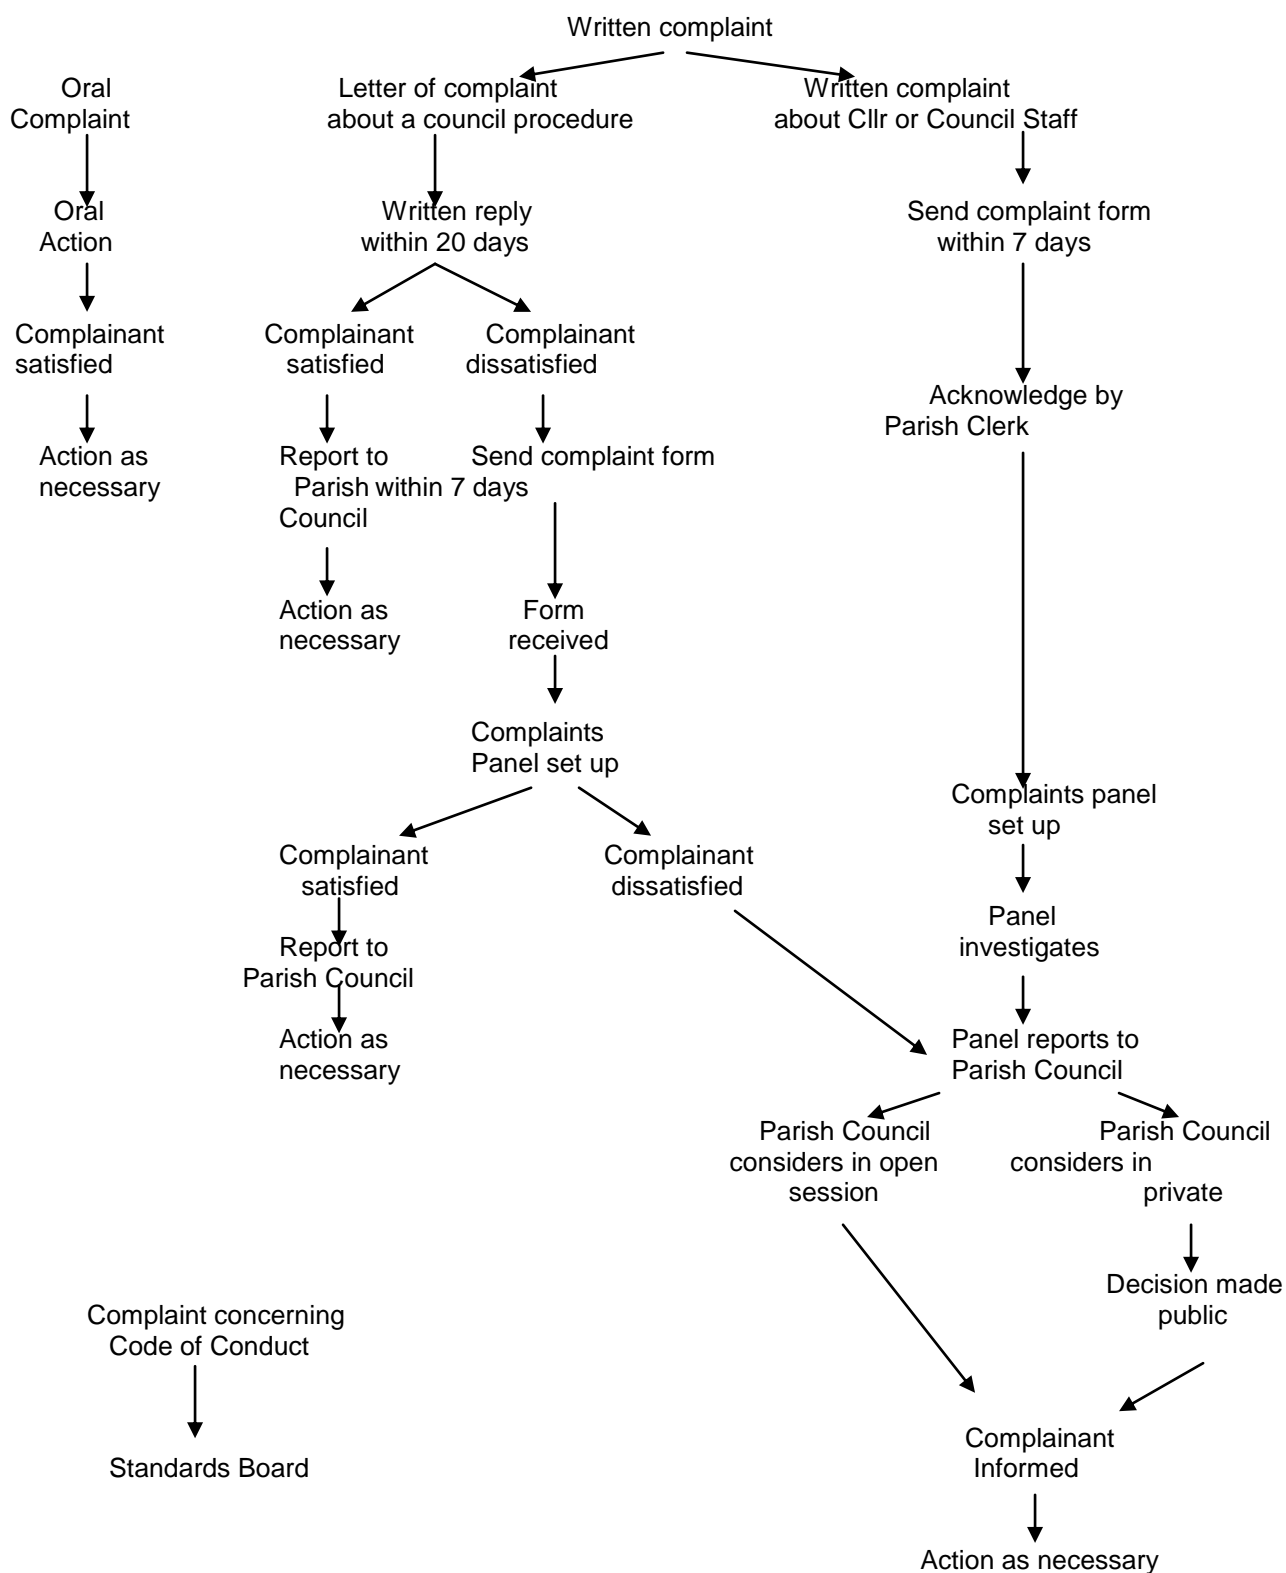 Written complaint
Oral
Complaint
Letter of complaint
about a council procedure
Written complaint
about Cllr or Council Staff
Oral
Action
Written reply
within 20 days
Send complaint form
within 7 days
Complainant
satisfied
Complainant
satisfied
Complainant
dissatisfied
Acknowledge by
Parish Clerk
Action as
necessary
Report to
Send complaint form
Parish within 7 days
Council
Action as
necessary
Form
received
Complaints
Panel set up
Complaints panel
set up
Complainant
satisfied
Complainant
dissatisfied
Panel
investigates
Report to
Parish Council
Action as
necessary
Panel reports to
Parish Council
Parish Council
considers in open
session
Parish Council
considers in
private
Decision made
public
Complaint concerning
Code of Conduct
Standards Board
Complainant
Informed
Action as necessary